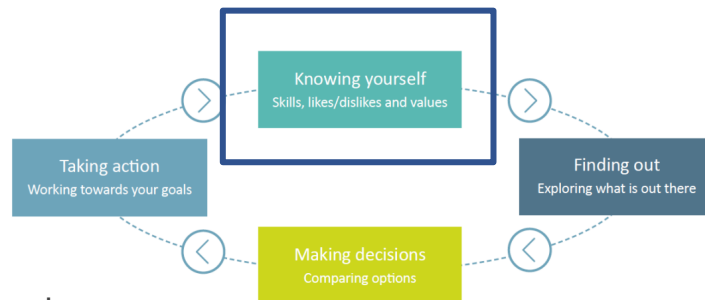 Knowing yourself
Skills, likes/dislikes and values
Taking action
Working towards your goals
Finding out
Exploring what is out there
Making decisions
Comparing options